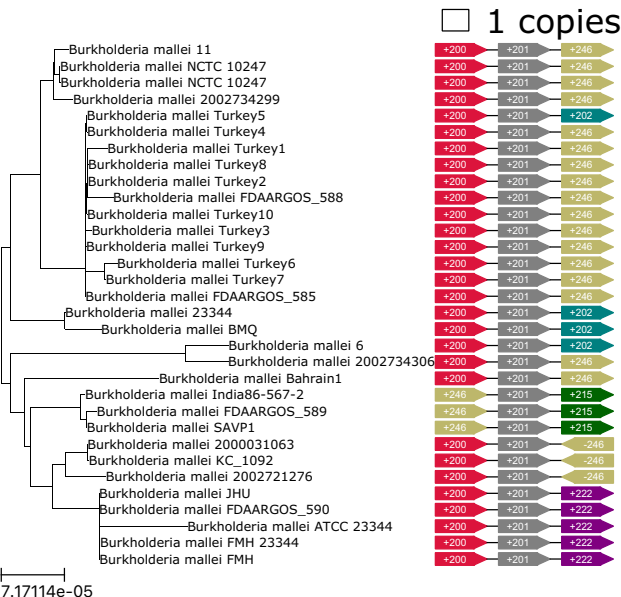 1 copies
Burkholderia mallei 11 +200 +201 +246
Burkholderia mallei NCTC 10247 +200 +201 +246
Burkholderia mallei NCTC 10247 +200 +201 +246
Burkholderia mallei 2002734299 +200 +201 +246
Burkholderia mallei Turkey5 +200 +201 +202
Burkholderia mallei Turkey4 +200 +201 +246
Burkholderia mallei Turkey1 +200 +201 +246
Burkholderia mallei Turkey8 +200 +201 +246
Burkholderia mallei Turkey2 +200 +201 +246
Burkholderia mallei FDAARGOS_588 +200 +201 +246
Burkholderia mallei Turkey10 +200 +201 +246
Burkholderia mallei Turkey3 +200 +201 +246
Burkholderia mallei Turkey9 +200 +201 +246
Burkholderia mallei Turkey6 +200 +201 +246
Burkholderia mallei Turkey7 +200 +201 +246
Burkholderia mallei FDAARGOS_585 +200 +201 +246
Burkholderia mallei 23344 +200 +201 +202
Burkholderia mallei BMQ +200 +201 +202
Burkholderia mallei 6 +200 +201 +202
Burkholderia mallei 2002734306 +200 +201 +246
Burkholderia mallei Bahrain1 +200 +201 +246
Burkholderia mallei India86-567-2 +246 +201 +215
Burkholderia mallei FDAARGOS_589 +246 +201 +215
Burkholderia mallei SAVP1 +246 +201 +215
Burkholderia mallei 2000031063 +200 +201 -246
Burkholderia mallei KC_1092 +200 +201 -246
Burkholderia mallei 2002721276 +200 +201 -246
Burkholderia mallei JHU +200 +201 +222
Burkholderia mallei FDAARGOS_590 +200 +201 +222
Burkholderia mallei ATCC 23344 +200 +201 +222
Burkholderia mallei FMH 23344 +200 +201 +222
Burkholderia mallei FMH +200 +201 +222
7.17114e-05